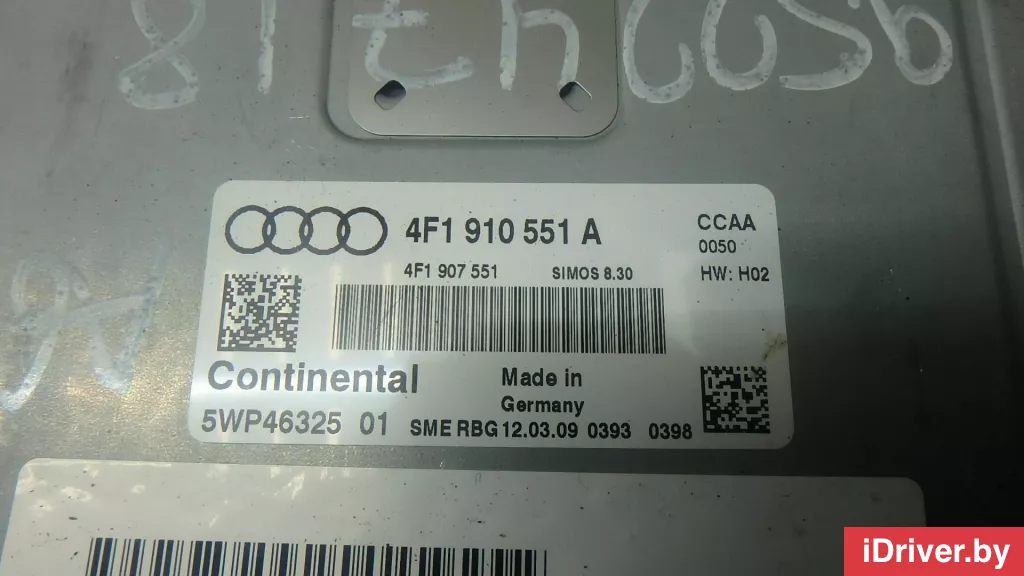 4F1 910 551 A
CCAA
0050
4F1 907 551 SIMOS 8.30 HW: H02
Continental
Made in
Germany
5WP46325 01 SME RBG 12.03.09 0393 0398
iDriver.by